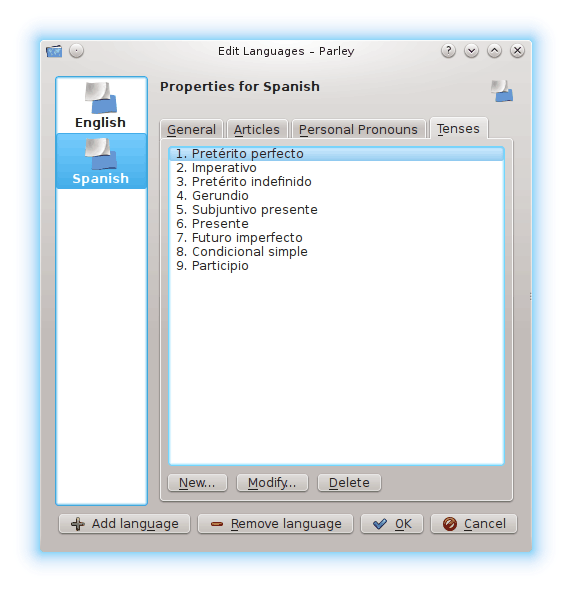 Edit Languages – Parley
English
Spanish
Properties for Spanish
General Articles Personal Pronouns Tenses
1. Pretérito perfecto
2. Imperativo
3. Pretérito indefinido
4. Gerundio
5. Subjuntivo presente
6. Presente
7. Futuro imperfecto
8. Condicional simple
9. Participio
New... Modify... Delete
Add language Remove language OK Cancel